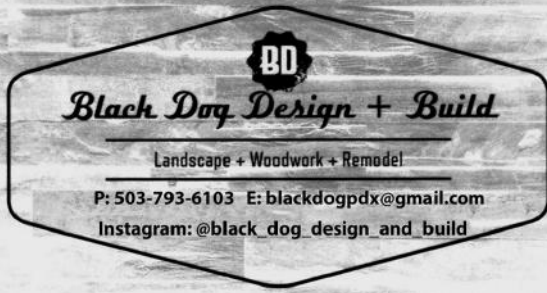 BD
Black Dog Design + Build
Landscape + Woodwork + Remodel
P: 503-793-6103 E: blackdogpdx@gmail.com
Instagram: @black_dog_design_and_build